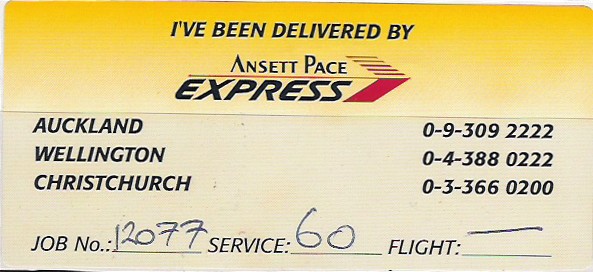 I'VE BEEN DELIVERED BY
ANSETT PACE
EXPRESS
AUCKLAND 0-9-309 2222
WELLINGTON 0-4-388 0222
CHRISTCHURCH 0-3-366 0200
JOB No.: 12077 SERVICE: 60 FLIGHT: —